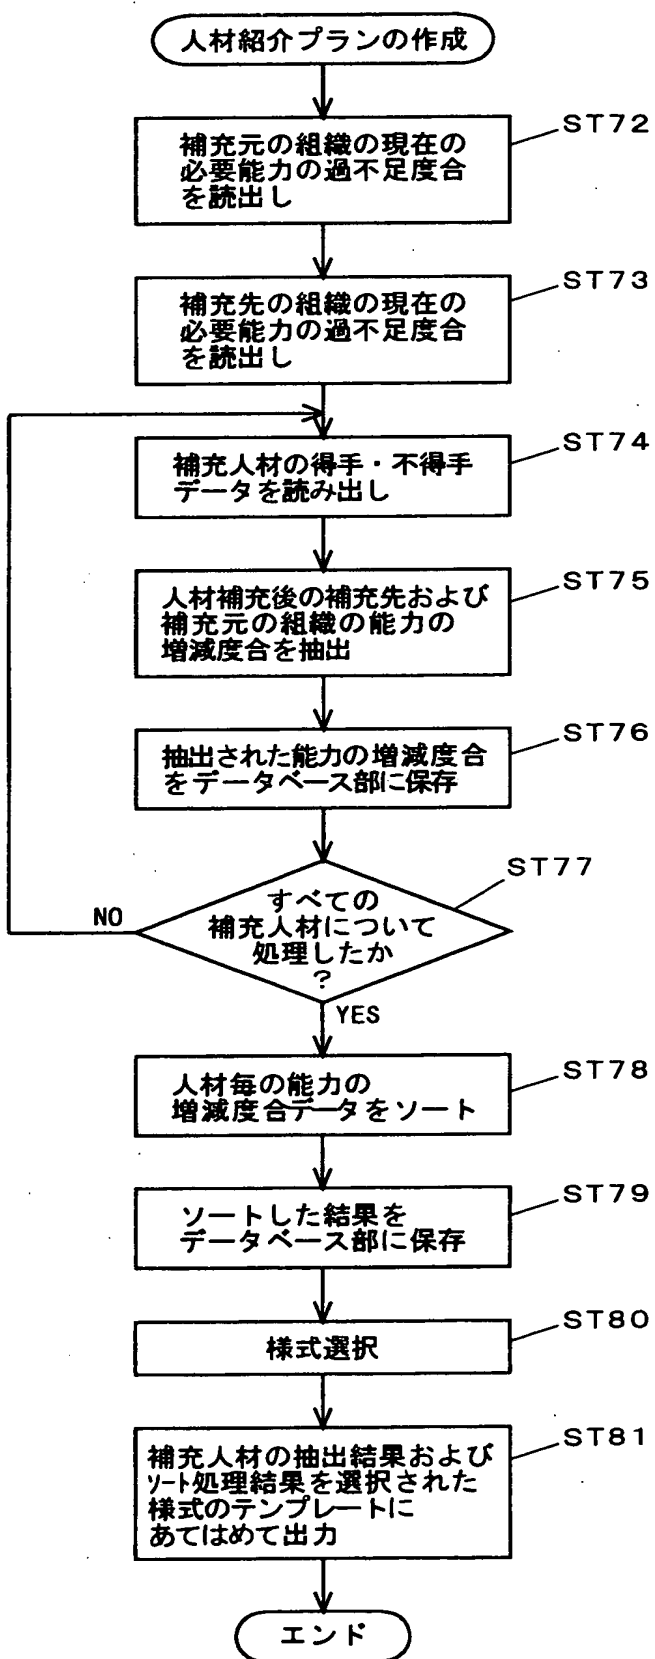 人材紹介プランの作成
ST72
補充元の組織の現在の
必要能力の過不足度合
を読出し
ST73
補充先の組織の現在の
必要能力の過不足度合
を読出し
ST74
補充人材の得手・不得手
データを読み出し
ST75
人材補充後の補充先および
補充元の組織の能力の
増減度合を抽出
ST76
抽出された能力の増減度合
をデータベース部に保存
ST77
すべての
補充人材について
処理したか
?
NO
YES
ST78
人材毎の能力の
増減度合データをソート
ST79
ソートした結果を
データベース部に保存
ST80
様式選択
ST81
補充人材の抽出結果および
ソート処理結果を選択された
様式のテンプレートに
あてはめて出力
エンド